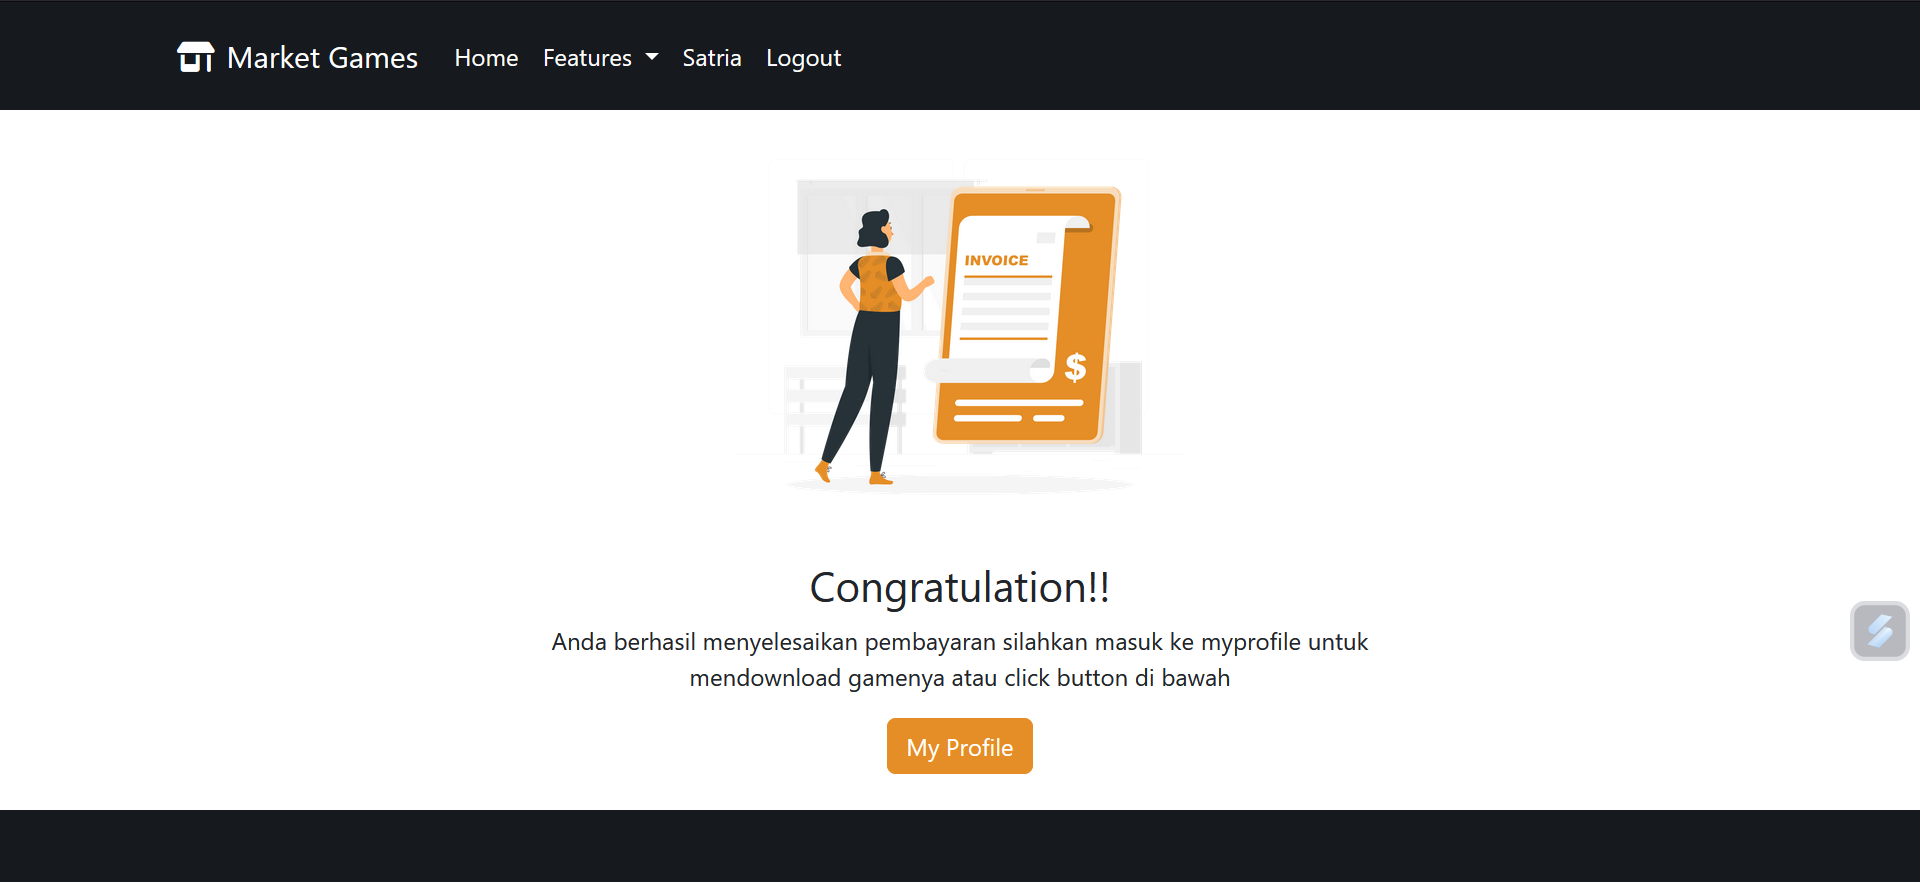 Market Games Home Features Satria Logout
INVOICE
$
Congratulation!!
Anda berhasil menyelesaikan pembayaran silahkan masuk ke myprofile untuk
mendownload gamenya atau click button di bawah
My Profile